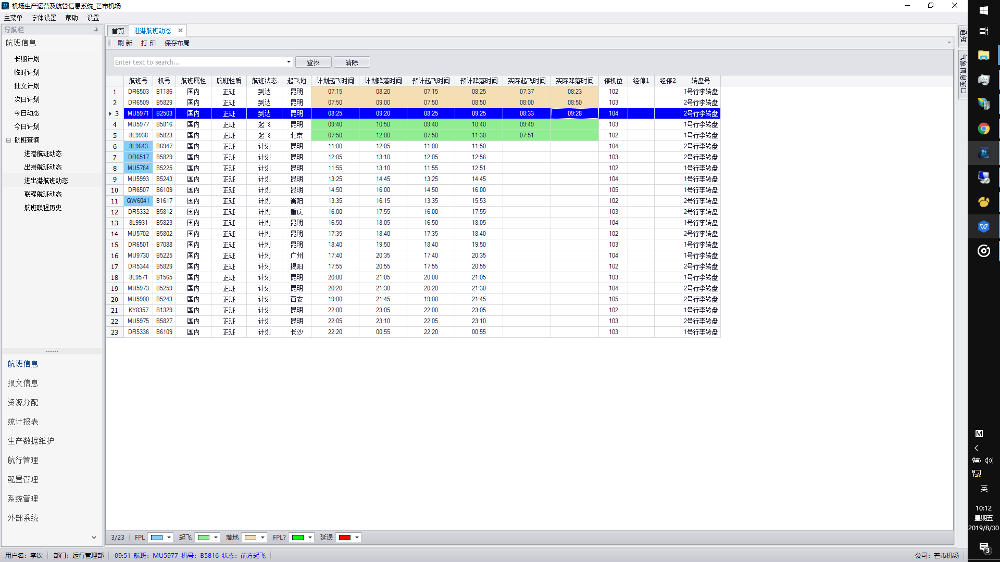 机场生产运营及航管信息系统_芒市机场
主菜单 字体设置 帮助 设置
导航栏
航班信息
长期计划
临时计划
批文计划
次日计划
今日动态
今日计划
航班查询
进港航班动态
出港航班动态
进出港航班动态
联程航班动态
航班联程历史
航班信息
报文信息
资源分配
统计报表
生产数据维护
航行管理
配置管理
系统管理
外部系统
首页 进港航班动态
刷 新 打 印 保存布局
Enter text to search... 查找 清除
航班号 机号 航班属性 航班性质 航班状态 起飞地 计划起飞时间 计划降落时间 预计起飞时间 预计降落时间 实际起飞时间 实际降落时间 停机位 经停1 经停2 转盘号
1 DR6503 B1186 国内 正班 到达 昆明 07:15 08:20 07:15 08:25 07:37 08:23 102 1号行李转盘
2 DR6509 B5829 国内 正班 到达 昆明 07:50 09:00 07:50 08:50 08:00 08:50 103 2号行李转盘
3 MU5971 B2503 国内 正班 到达 昆明 08:25 09:20 08:25 09:25 08:33 09:28 104 2号行李转盘
4 MU5977 B5816 国内 正班 起飞 昆明 09:40 10:50 09:40 10:40 09:49 103 1号行李转盘
5 8L9938 B5823 国内 正班 起飞 北京 07:50 12:00 07:50 11:30 07:51 102 1号行李转盘
6 8L9643 B6947 国内 正班 计划 昆明 11:00 12:05 11:00 11:50 104 2号行李转盘
7 DR6517 B5829 国内 正班 计划 昆明 12:05 13:10 12:05 12:56 103 2号行李转盘
8 MU5764 B5225 国内 正班 计划 昆明 11:55 13:10 11:55 12:51 102 1号行李转盘
9 MU5993 B5243 国内 正班 计划 昆明 13:25 14:45 13:25 14:45 104 1号行李转盘
10 DR6507 B6109 国内 正班 计划 昆明 14:50 16:00 14:50 16:00 105 1号行李转盘
11 QW6041 B1617 国内 正班 计划 衡阳 13:35 16:15 13:35 15:53 102 2号行李转盘
12 DR5332 B5812 国内 正班 计划 重庆 16:00 17:55 16:00 17:55 103 2号行李转盘
13 8L9931 B5823 国内 正班 计划 昆明 16:50 18:05 16:50 18:05 104 1号行李转盘
14 MU5702 B5802 国内 正班 计划 昆明 17:35 18:40 17:35 18:40 102 2号行李转盘
15 DR6501 B7088 国内 正班 计划 昆明 18:40 19:50 18:40 19:50 103 1号行李转盘
16 MU9730 B5225 国内 正班 计划 广州 17:40 20:35 17:40 20:35 104 1号行李转盘
17 DR5344 B5829 国内 正班 计划 揭阳 17:55 20:55 17:55 20:55 102 2号行李转盘
18 8L9571 B1565 国内 正班 计划 昆明 20:00 21:05 20:00 21:05 103 1号行李转盘
19 MU5973 B5259 国内 正班 计划 昆明 20:20 21:30 20:20 21:30 104 2号行李转盘
20 MU5900 B5243 国内 正班 计划 西安 19:00 21:45 19:00 21:45 105 2号行李转盘
21 KY8357 B1329 国内 正班 计划 昆明 22:00 23:05 22:00 23:05 102 1号行李转盘
22 MU5975 B5827 国内 正班 计划 昆明 22:05 23:10 22:05 23:10 103 2号行李转盘
23 DR5336 B6109 国内 正班 计划 长沙 22:20 00:55 22:20 00:55 103 1号行李转盘
3/23 FPL 起飞 落地 FPL? 延误
用户名：李钦 部门：运行管理部 09:51 航班：MU5977 机号：B5816 状态：前方起飞 公司：芒市机场
通知
气象信息窗口
M
英
10:12
星期五
2019/8/30
3